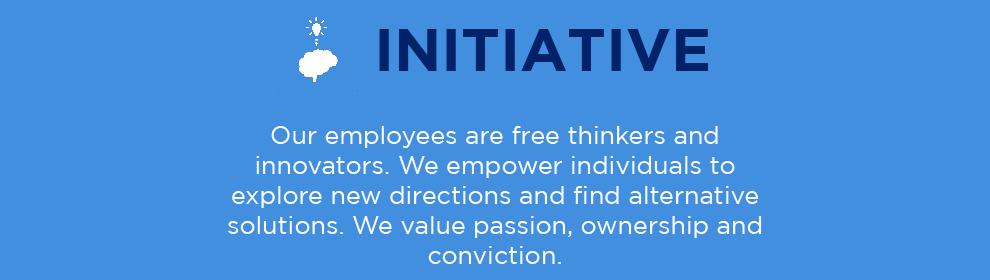 INITIATIVE
Our employees are free thinkers and
innovators. We empower individuals to
explore new directions and find alternative
solutions. We value passion, ownership and
conviction.